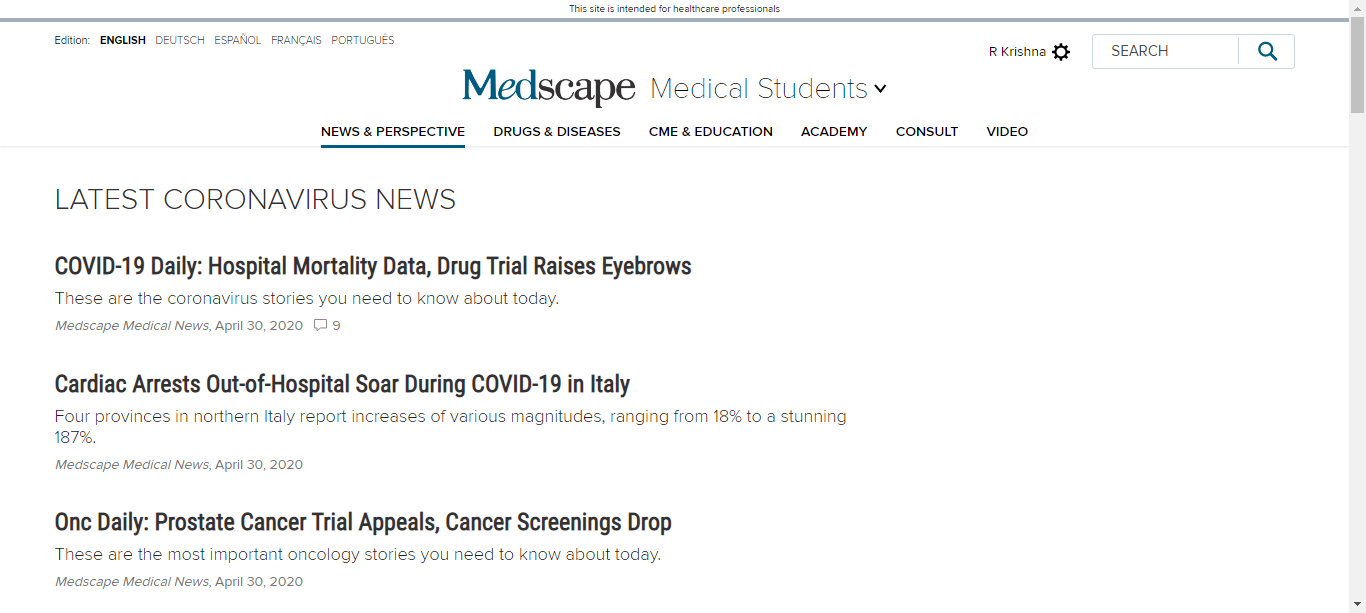 This site is intended for healthcare professionals
Edition: ENGLISH DEUTSCH ESPAÑOL FRANÇAIS PORTUGUÊS
R Krishna
SEARCH
Medscape Medical Students
NEWS & PERSPECTIVE DRUGS & DISEASES CME & EDUCATION ACADEMY CONSULT VIDEO
LATEST CORONAVIRUS NEWS
COVID-19 Daily: Hospital Mortality Data, Drug Trial Raises Eyebrows
These are the coronavirus stories you need to know about today.
Medscape Medical News, April 30, 2020 9
Cardiac Arrests Out-of-Hospital Soar During COVID-19 in Italy
Four provinces in northern Italy report increases of various magnitudes, ranging from 18% to a stunning
187%.
Medscape Medical News, April 30, 2020
Onc Daily: Prostate Cancer Trial Appeals, Cancer Screenings Drop
These are the most important oncology stories you need to know about today.
Medscape Medical News, April 30, 2020